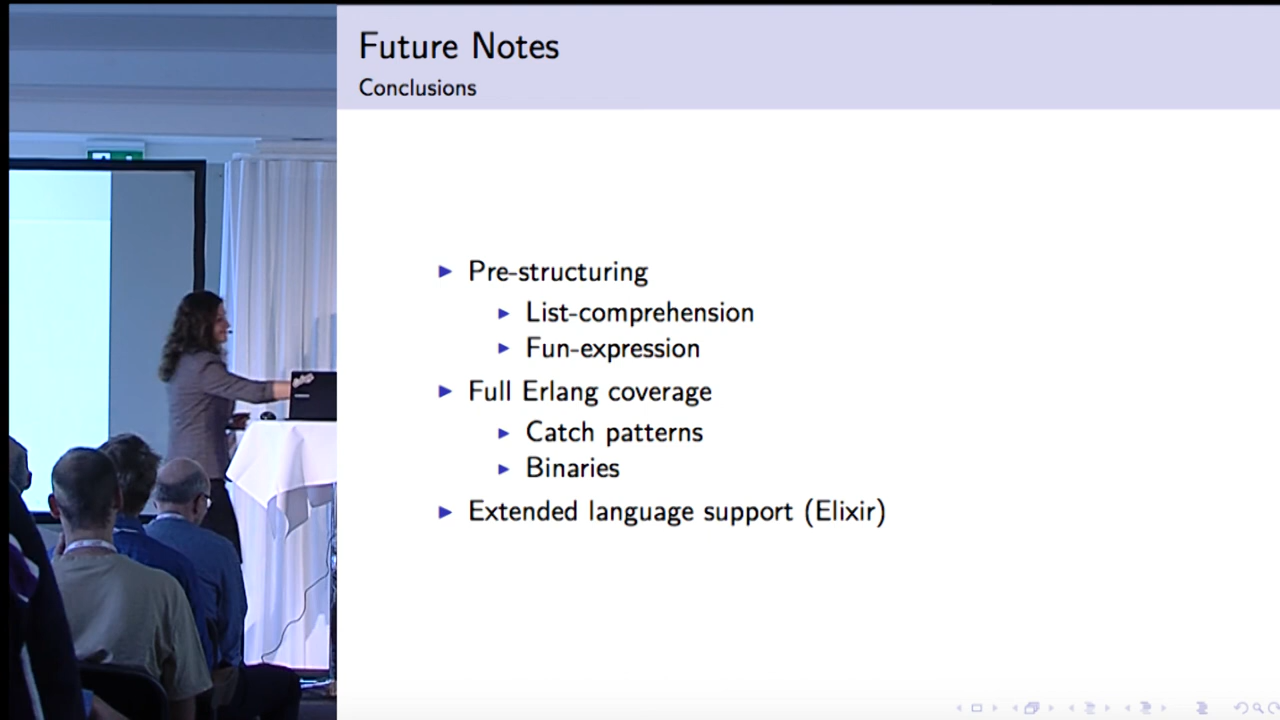 Future Notes
Conclusions
Pre-structuring
List-comprehension
Fun-expression
Full Erlang coverage
Catch patterns
Binaries
Extended language support (Elixir)